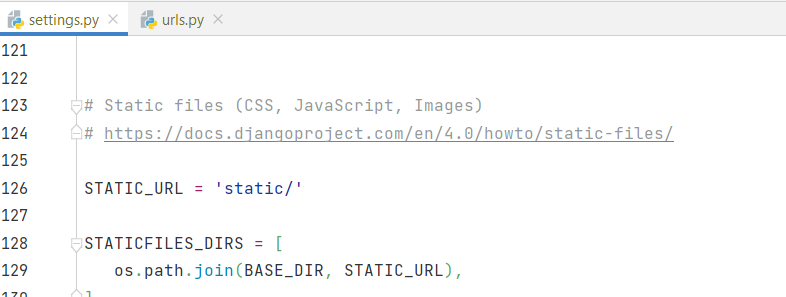 settings.py urls.py
121
122
123 # Static files (CSS, JavaScript, Images)
124 # https://docs.djangoproject.com/en/4.0/howto/static-files/
125
126 STATIC_URL = 'static/'
127
128 STATICFILES_DIRS = [
129 os.path.join(BASE_DIR, STATIC_URL),
130 ]